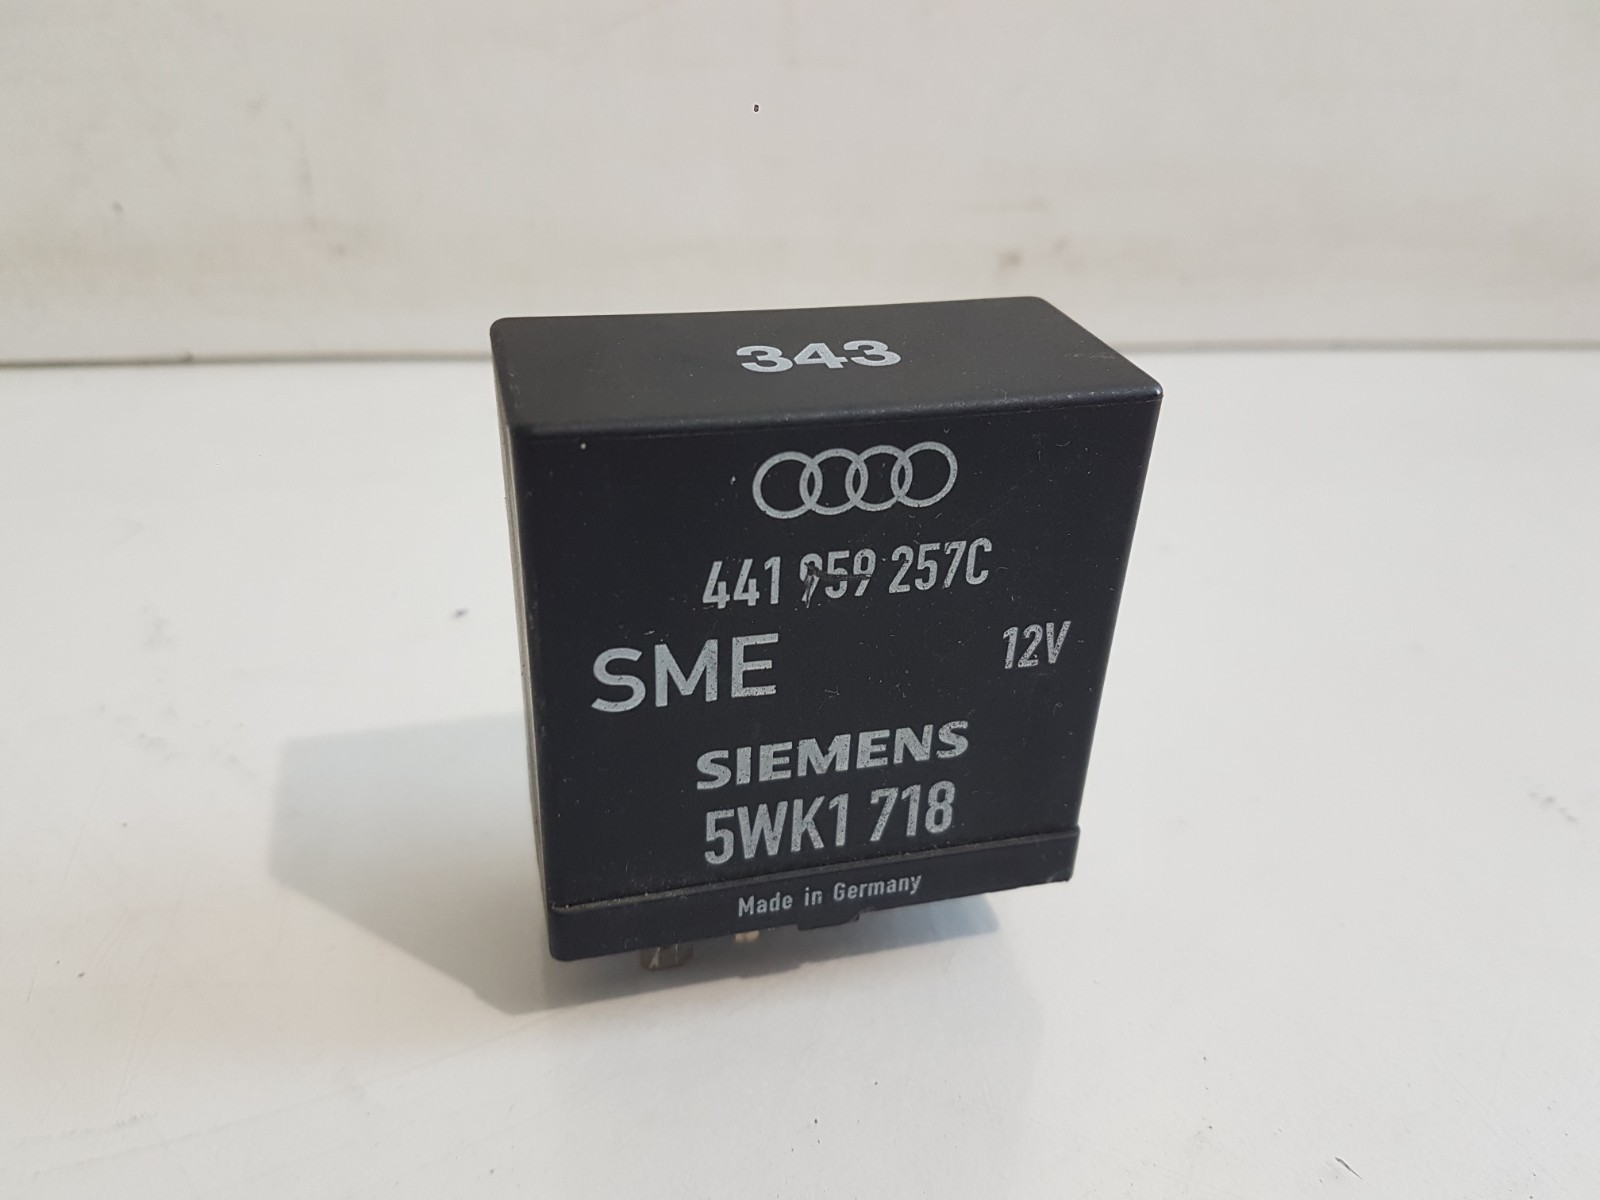 343
441 959 257C
SME
12V
SIEMENS
5WK1 718
Made in Germany